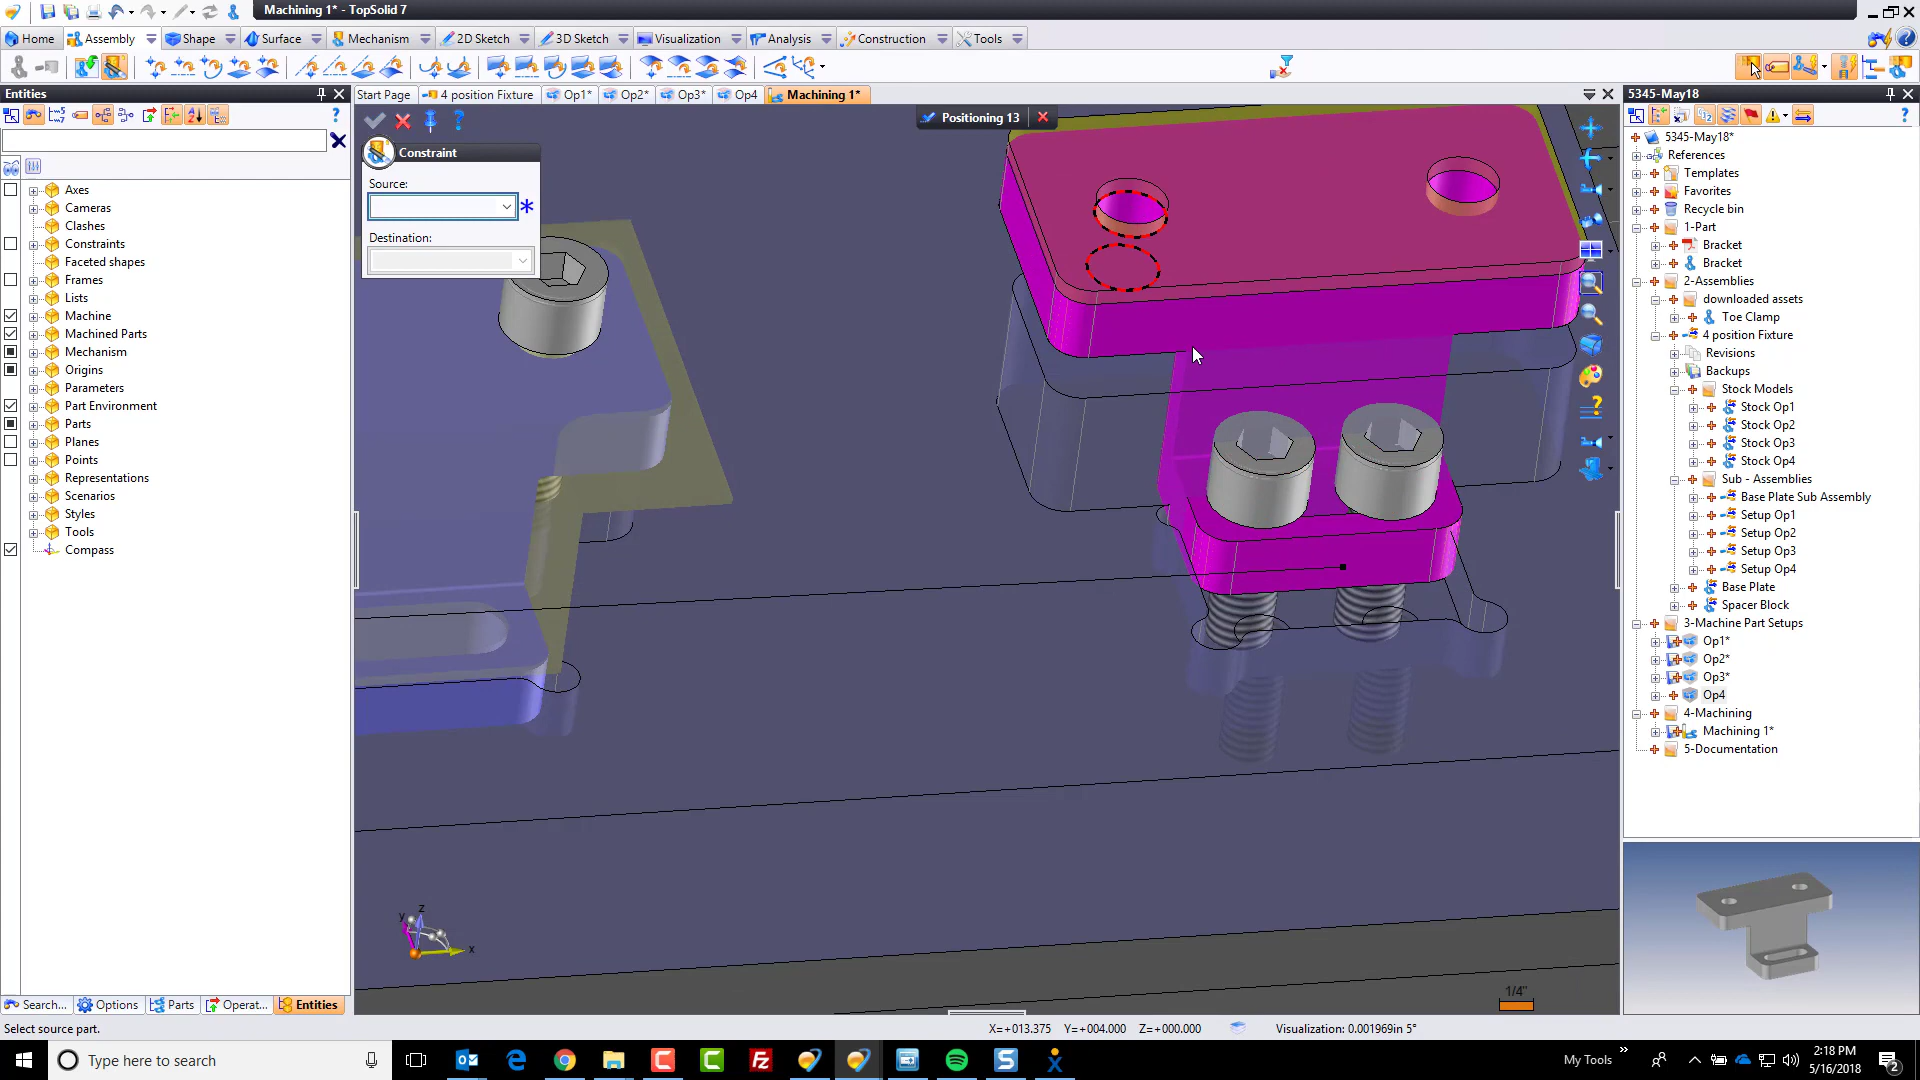 Machining 1* - TopSolid 7
Home Assembly Shape Surface Mechanism 2D Sketch 3D Sketch Visualization Analysis Construction Tools
Entities
Start Page 4 position Fixture Op1* Op2* Op3* Op4 Machining 1*
5345-May18
Positioning 13
Constraint
Source:
Destination:
Axes
Cameras
Clashes
Constraints
Faceted shapes
Frames
Lists
Machine
Machined Parts
Mechanism
Origins
Parameters
Part Environment
Parts
Planes
Points
Representations
Scenarios
Styles
Tools
Compass
5345-May18*
References
Templates
Favorites
Recycle bin
1-Part
Bracket
Bracket
2-Assemblies
downloaded assets
Toe Clamp
4 position Fixture
Revisions
Backups
Stock Models
Stock Op1
Stock Op2
Stock Op3
Stock Op4
Sub - Assemblies
Base Plate Sub Assembly
Setup Op1
Setup Op2
Setup Op3
Setup Op4
Base Plate
Spacer Block
3-Machine Part Setups
Op1*
Op2*
Op3*
Op4
4-Machining
Machining 1*
5-Documentation
y z x
1/4"
Search... Options Parts Operat... Entities
Select source part.
X=+013.375 Y=+004.000 Z=+000.000 Visualization: 0.001969in 5°
Type here to search
My Tools
2:18 PM
5/16/2018
2